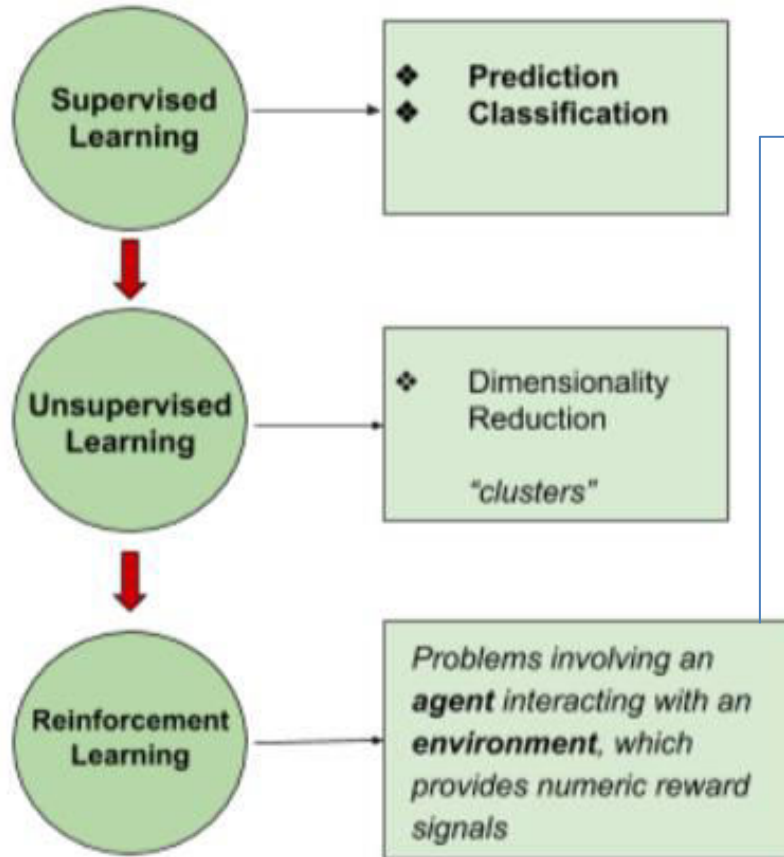 Supervised
Learning
❖ Prediction
❖ Classification
Unsupervised
Learning
❖ Dimensionality
Reduction
“clusters”
Reinforcement
Learning
Problems involving an
agent interacting with an
environment, which
provides numeric reward
signals